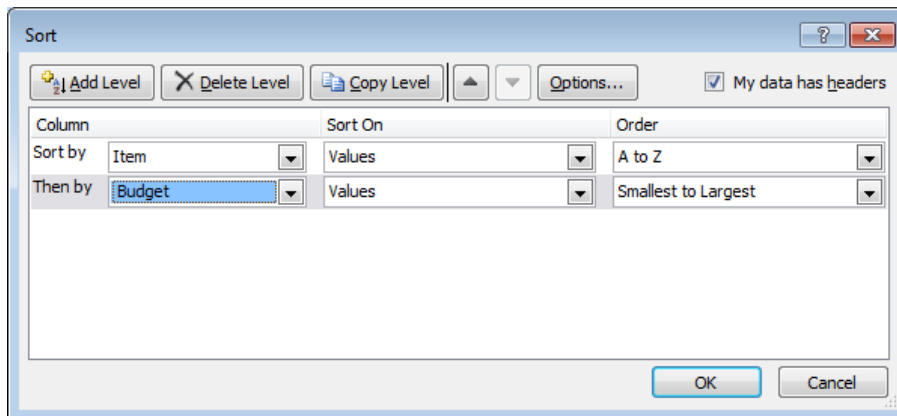 Sort
Add Level Delete Level Copy Level Options... My data has headers
Column Sort On Order
Sort by Item Values A to Z
Then by Budget Values Smallest to Largest
OK Cancel